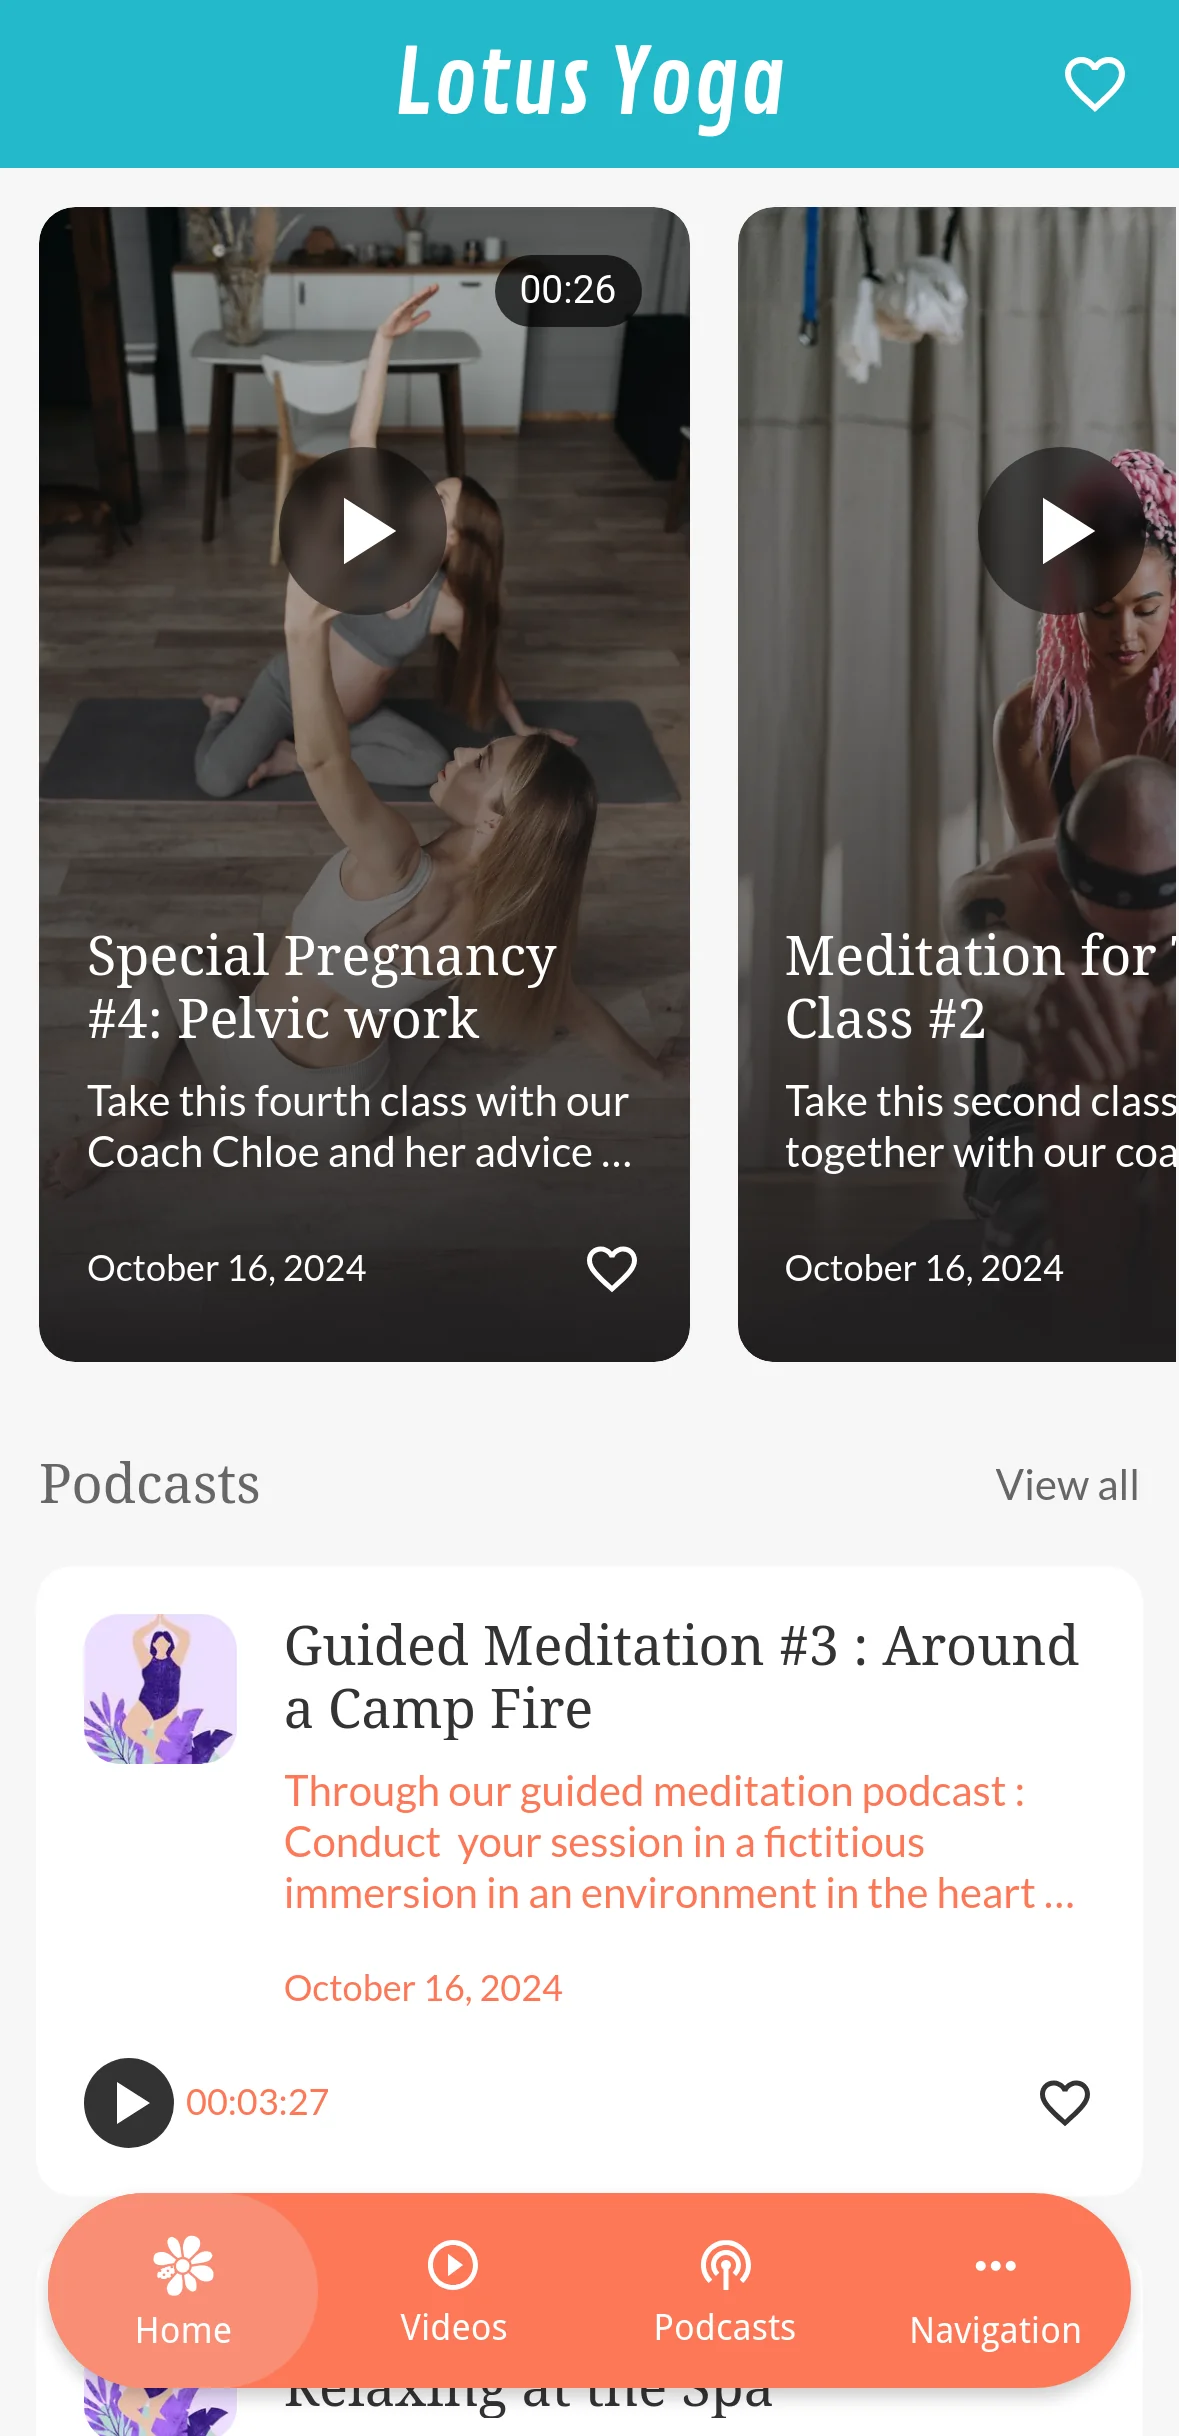 Lotus Yoga
00:26
Special Pregnancy
#4: Pelvic work
Take this fourth class with our
Coach Chloe and her advice ...
October 16, 2024
Meditation for
Class #2
Take this second class
together with our coa
October 16, 2024
Podcasts
View all
Guided Meditation #3 : Around
a Camp Fire
Through our guided meditation podcast :
Conduct  your session in a fictitious
immersion in an environment in the heart ...
October 16, 2024
00:03:27
Home
Videos
Podcasts
Navigation
Relaxing at the Spa